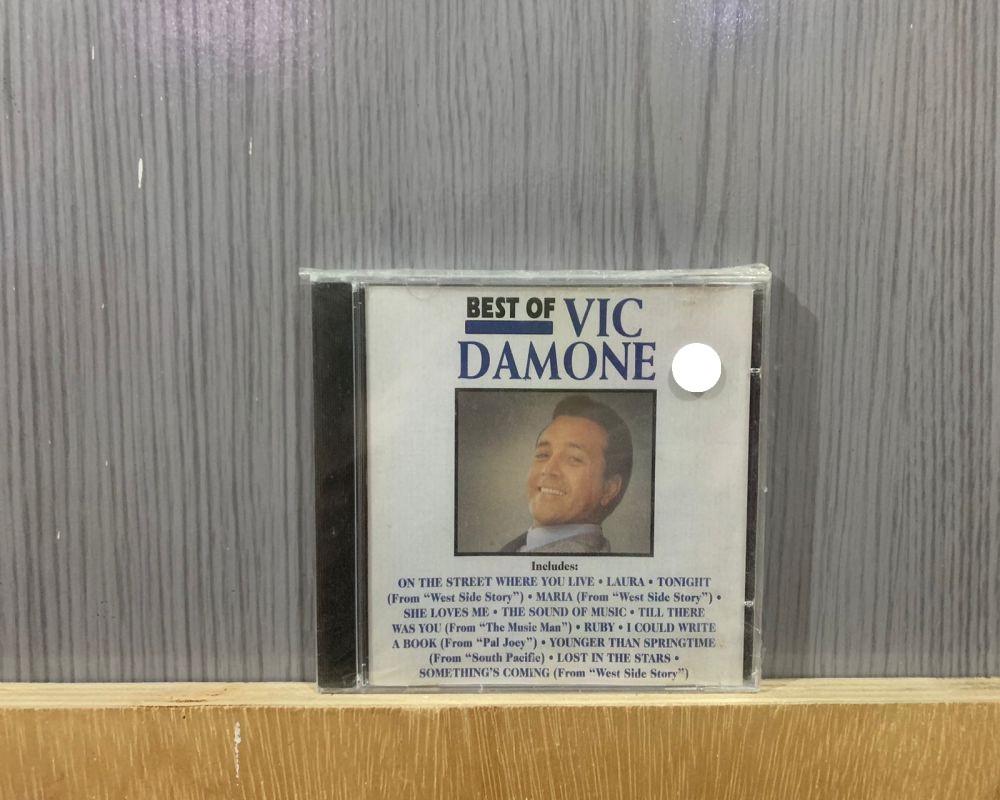 BEST OF VIC
DAMONE
Includes:
ON THE STREET WHERE YOU LIVE • LAURA • TONIGHT
(From “West Side Story”) • MARIA (From “West Side Story”) •
SHE LOVES ME • THE SOUND OF MUSIC • TILL THERE
WAS YOU (From “The Music Man”) • RUBY • I COULD WRITE
A BOOK (From “Pal Joey”) • YOUNGER THAN SPRINGTIME
(From “South Pacific) • LOST IN THE STARS •
SOMETHING'S COMING (From “West Side Story”)